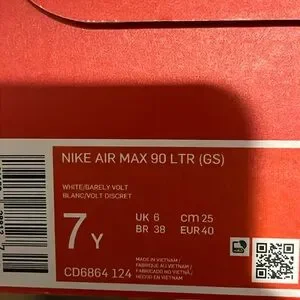 NIKE AIR MAX 90 LTR (GS)
WHITE/BARELY VOLT
BLANC/VOLT DISCRET
7 Y
UK 6 cm 25
BR 38 EUR 40
CD6864 124
MADE IN VIETNAM /
FABRIQUÉ AU VIETNAM /
FABRICADO NO VIETNÃ /
HECHO EN VIETNAM